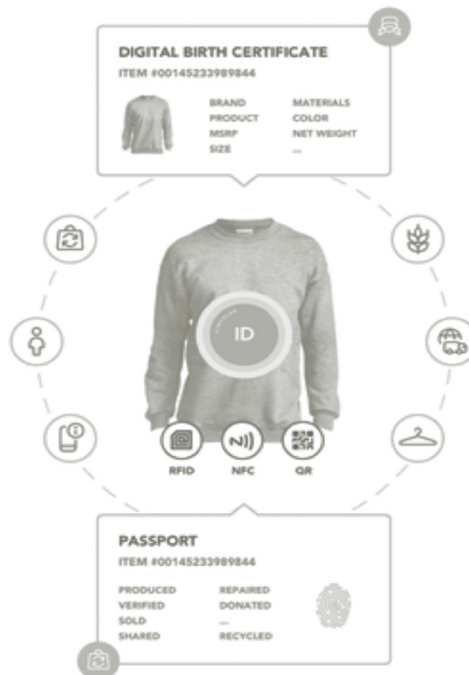 DIGITAL BIRTH CERTIFICATE
ITEM #00145233989844
BRAND MATERIALS
PRODUCT COLOR
MSRP NET WEIGHT
SIZE ...
CIRCULAR
ID
RFID NFC QR
PASSPORT
ITEM #00145233989844
PRODUCED REPAIRED
VERIFIED DONATED
SOLD ...
SHARED RECYCLED